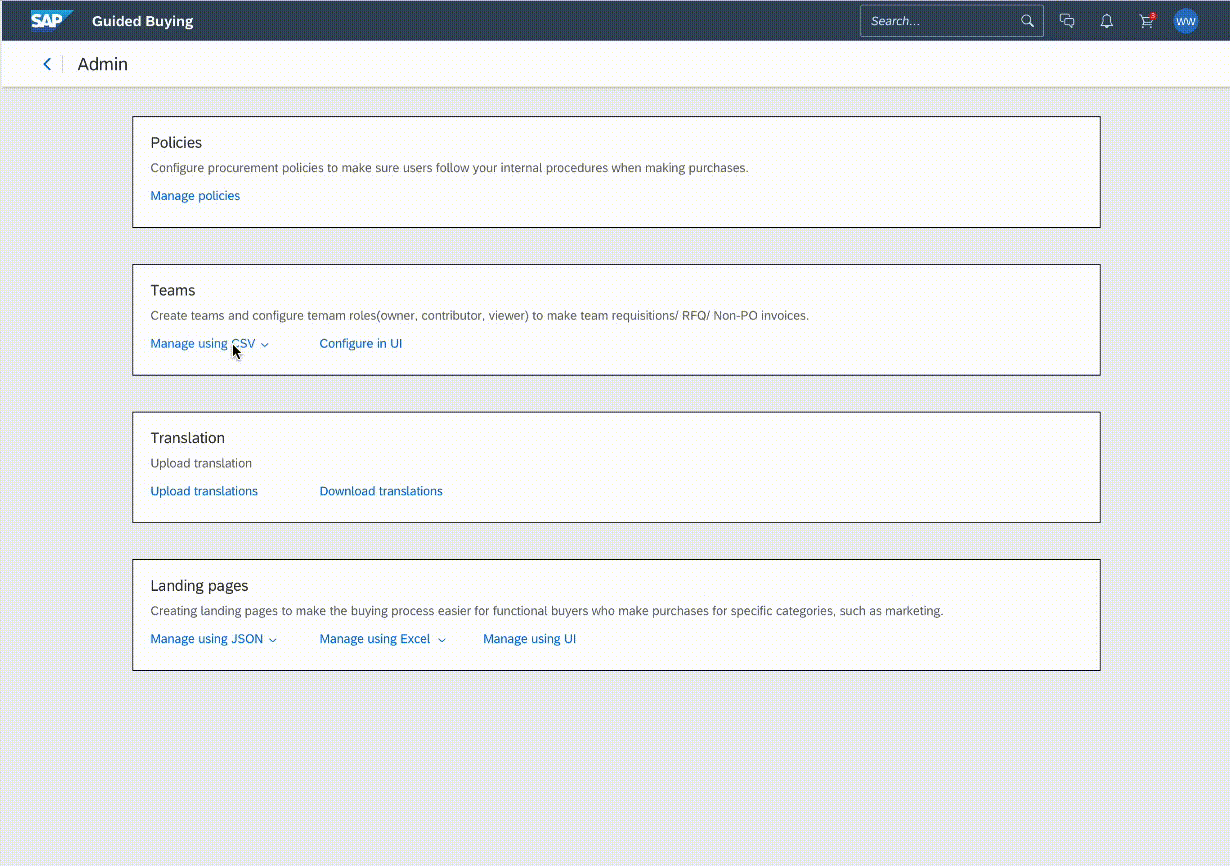 SAP Guided Buying Search... 3 WW
Admin
Policies
Configure procurement policies to make sure users follow your internal procedures when making purchases.
Manage policies
Teams
Create teams and configure temam roles(owner, contributor, viewer) to make team requisitions/ RFQ/ Non-PO invoices.
Manage using CSV Configure in UI
Translation
Upload translation
Upload translations Download translations
Landing pages
Creating landing pages to make the buying process easier for functional buyers who make purchases for specific categories, such as marketing.
Manage using JSON Manage using Excel Manage using UI